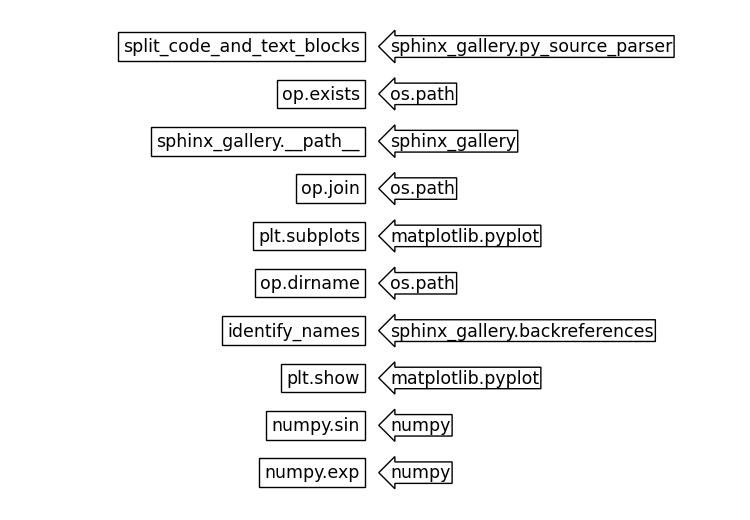 split_code_and_text_blocks sphinx_gallery.py_source_parser
op.exists os.path
sphinx_gallery.__path__ sphinx_gallery
op.join os.path
plt.subplots matplotlib.pyplot
op.dirname os.path
identify_names sphinx_gallery.backreferences
plt.show matplotlib.pyplot
numpy.sin numpy
numpy.exp numpy